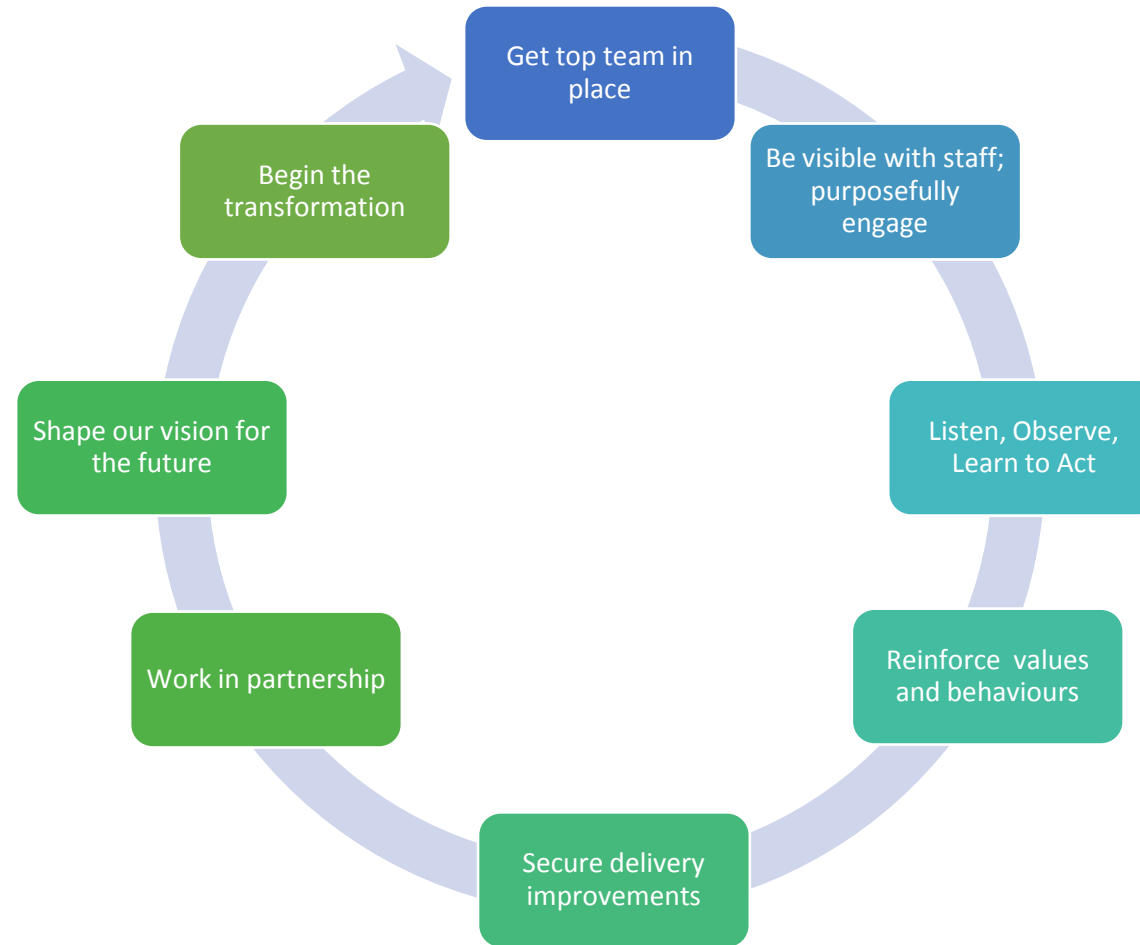 Get top team in
place
Be visible with staff;
purposefully
engage
Listen, Observe,
Learn to Act
Reinforce  values
and behaviours
Secure delivery
improvements
Work in partnership
Shape our vision for
the future
Begin the
transformation